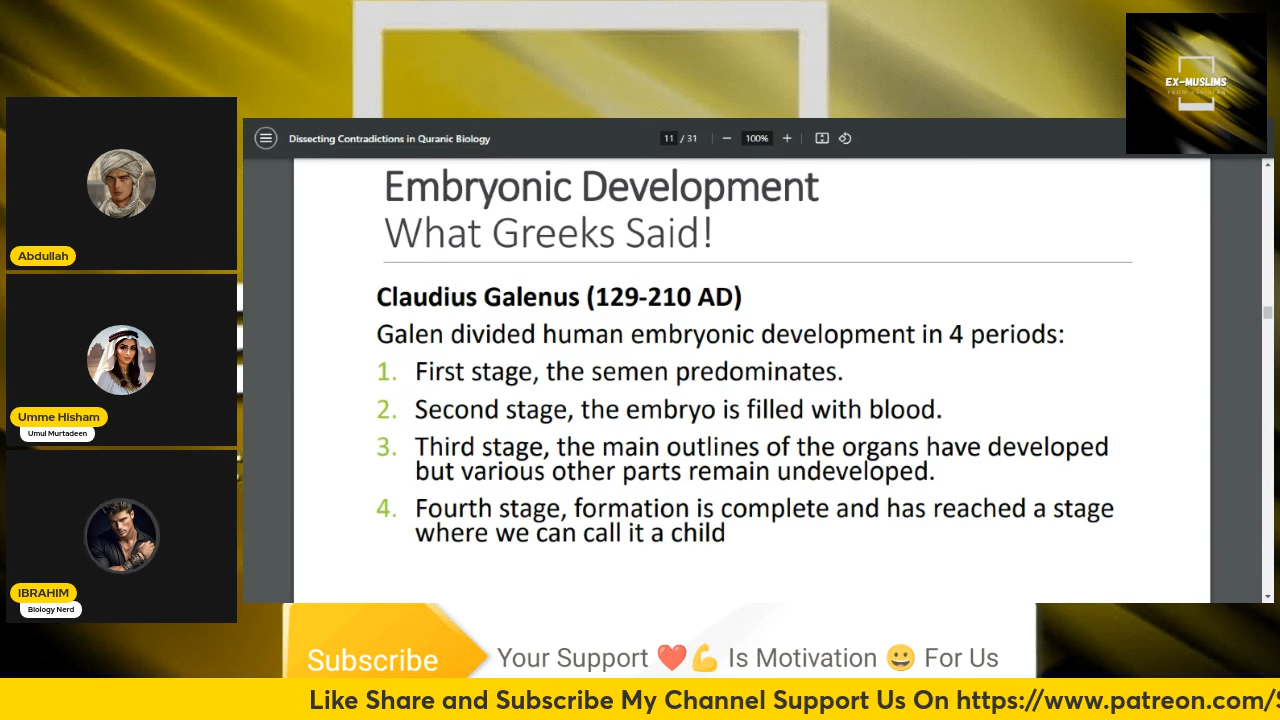 EX-MUSLIMS
FROM PAKISTAN
Dissecting Contradictions in Quranic Biology
11 / 31
100%
Embryonic Development
What Greeks Said!
Claudius Galenus (129-210 AD)
Galen divided human embryonic development in 4 periods:
1. First stage, the semen predominates.
2. Second stage, the embryo is filled with blood.
3. Third stage, the main outlines of the organs have developed
but various other parts remain undeveloped.
4. Fourth stage, formation is complete and has reached a stage
where we can call it a child
Abdullah
Umme Hisham
Umul Murtadeen
IBRAHIM
Biology Nerd
Subscribe
Your Support ❤️💪 Is Motivation 😀 For Us
Like Share and Subscribe My Channel Support Us On https://www.patreon.com/S